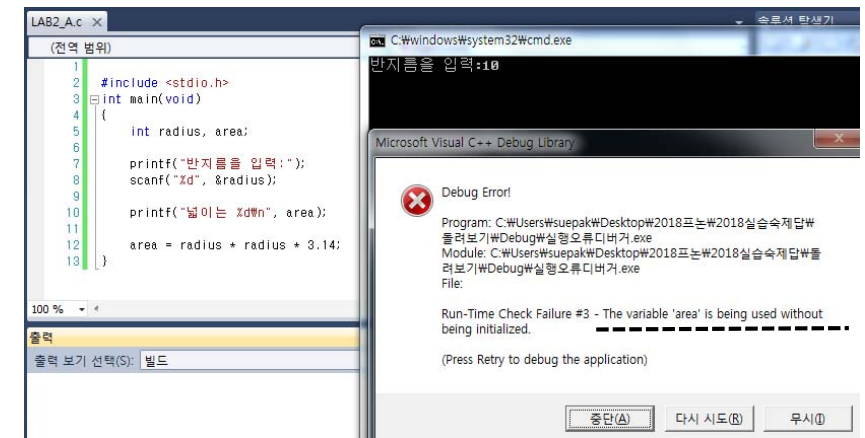 LAB2_A.c ×
(전역 범위)
1
2 #include <stdio.h>
3 int main(void)
4 {
5 int radius, area;
6
7 printf("반지름을 입력:");
8 scanf("%d", &radius);
9
10 printf("넓이는 %d₩n", area);
11
12 area = radius * radius * 3.14;
13 }
100 %
출력
출력 보기 선택(S): 빌드
솔루션 탐색기
C:₩windows₩system32₩cmd.exe
반지름을 입력:10
Microsoft Visual C++ Debug Library
Debug Error!
Program: C:₩Users₩suepak₩Desktop₩2018프논₩2018실습숙제답₩
돌려보기₩Debug₩실행오류디버거.exe
Module: C:₩Users₩suepak₩Desktop₩2018프논₩2018실습숙제답₩돌
려보기₩Debug₩실행오류디버거.exe
File:
Run-Time Check Failure #3 - The variable 'area' is being used without
being initialized.
(Press Retry to debug the application)
중단(A)
다시 시도(R)
무시(I)